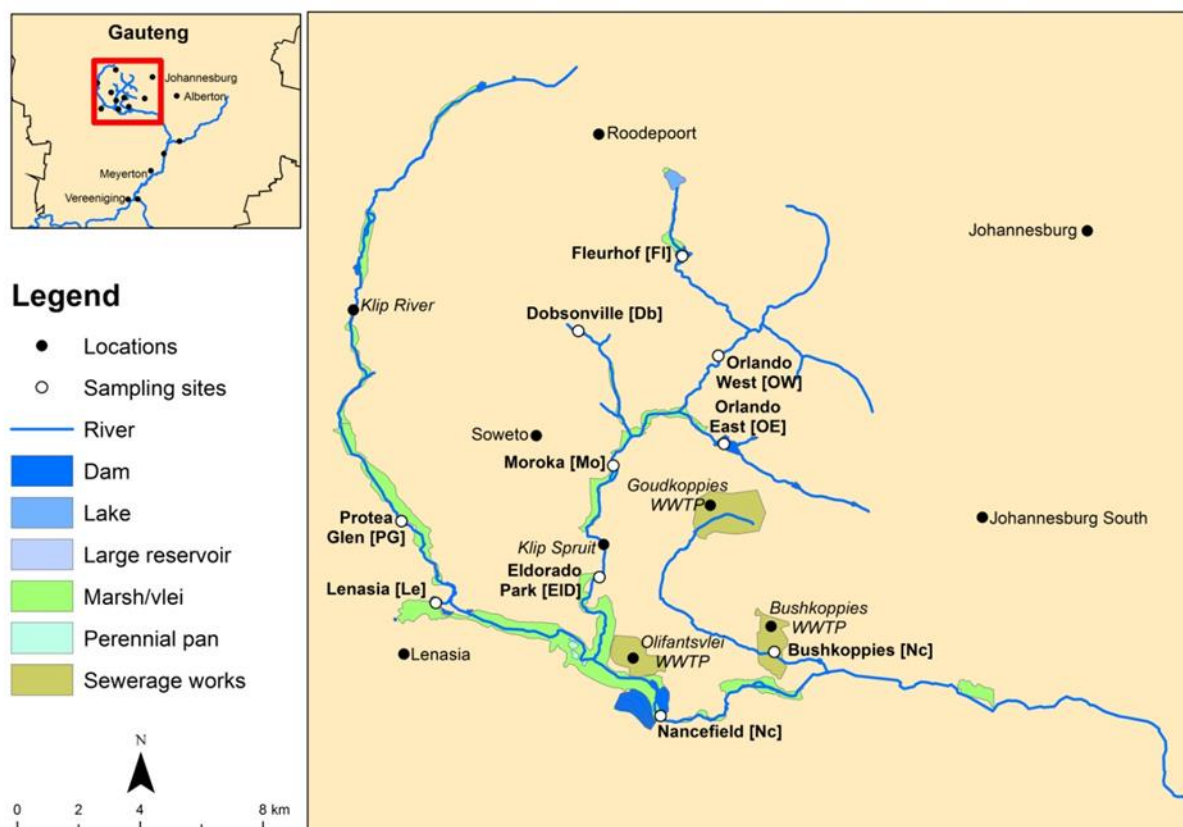 Gauteng
Johannesburg
Alberton
Meyerton
Vereeniging
Legend
Locations
Sampling sites
River
Dam
Lake
Large reservoir
Marsh/vlei
Perennial pan
Sewerage works
N
0 2 4 8 km
Roodepoort
Johannesburg
Fleurhof [Fl]
Klip River
Dobsonville [Db]
Orlando
West [OW]
Orlando
East [OE]
Soweto
Moroka [Mo]
Goudkoppies
WWTP
Protea
Glen [PG]
Johannesburg South
Klip Spruit
Eldorado
Park [ElD]
Lenasia [Le]
Bushkoppies
WWTP
Olifantsvlei
WWTP
Lenasia
Bushkoppies [Nc]
Nancefield [Nc]